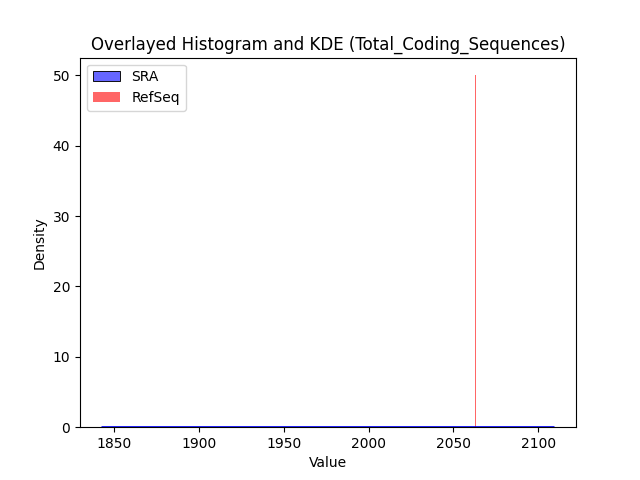 Overlayed Histogram and KDE (Total_Coding_Sequences)
SRA
RefSeq
50
40
30
20
10
0
Density
1850 1900 1950 2000 2050 2100
Value